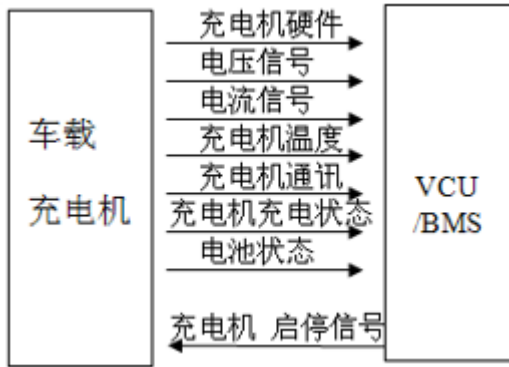 车载
充电机
充电机硬件
电压信号
电流信号
充电机温度
充电机通讯
充电机充电状态
电池状态
充电机 启停信号
VCU
/BMS